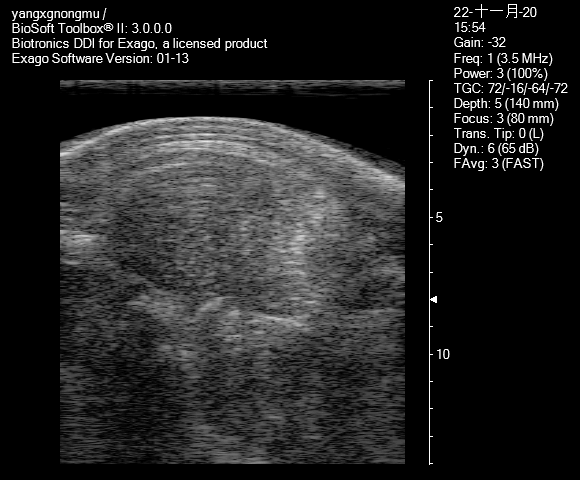 yangxgnongmu /
BioSoft Toolbox® II: 3.0.0.0
Biotronics DDI for Exago, a licensed product
Exago Software Version: 01-13
22-十一月-20
15:54
Gain: -32
Freq: 1 (3.5 MHz)
Power: 3 (100%)
TGC: 72/-16/-64/-72
Depth: 5 (140 mm)
Focus: 3 (80 mm)
Trans. Tip: 0 (L)
Dyn.: 6 (65 dB)
FAvg: 3 (FAST)
5
10